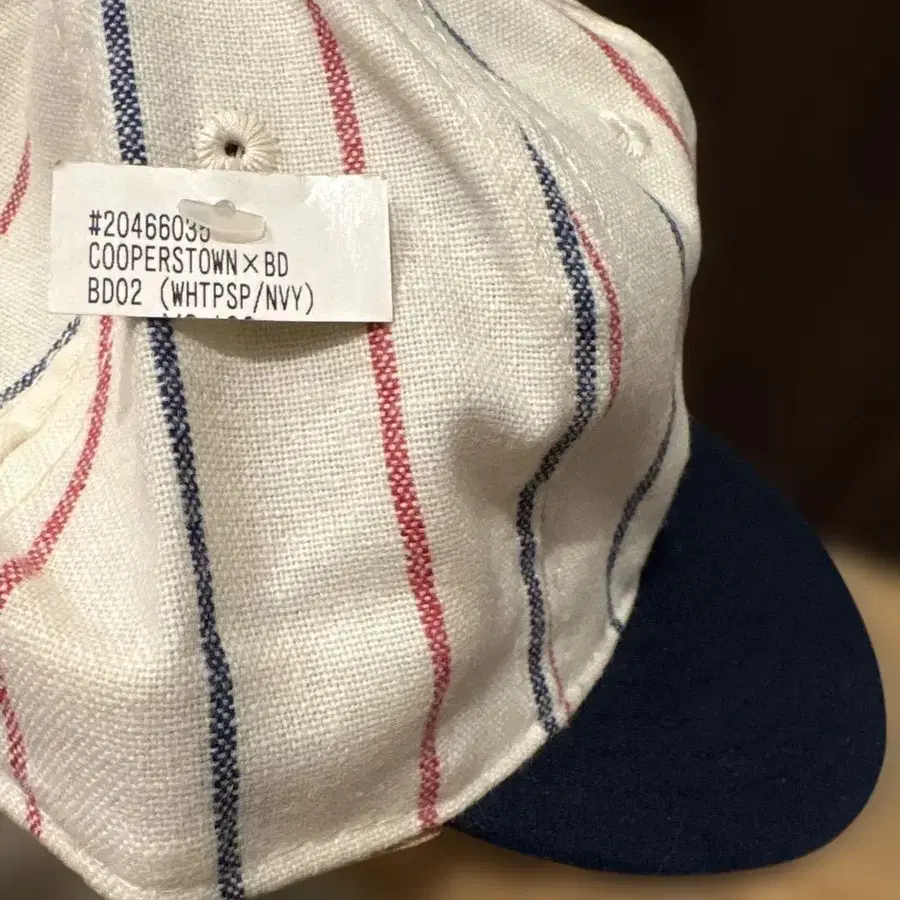 #20466035
COOPERSTOWN×BD
BD02 (WHTPSP/NVY)